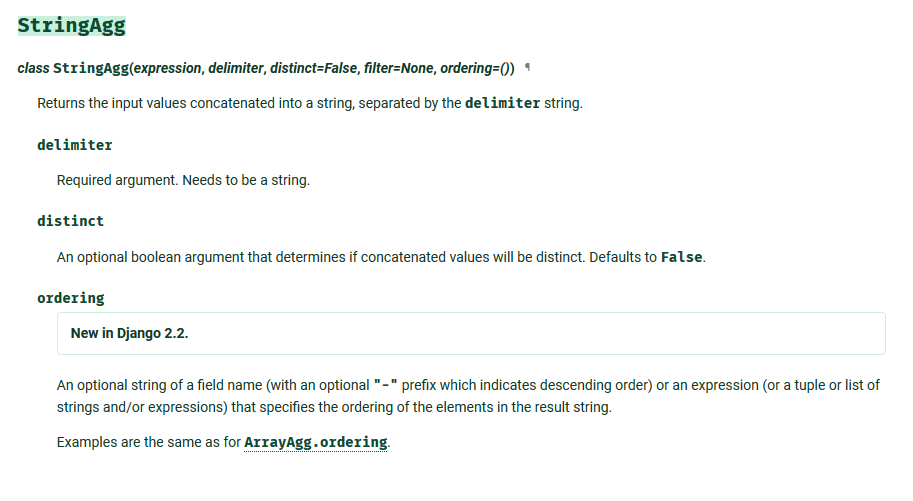 StringAgg
class StringAgg(expression, delimiter, distinct=False, filter=None, ordering=()) ¶
Returns the input values concatenated into a string, separated by the delimiter string.
delimiter
Required argument. Needs to be a string.
distinct
An optional boolean argument that determines if concatenated values will be distinct. Defaults to False.
ordering
New in Django 2.2.
An optional string of a field name (with an optional "-" prefix which indicates descending order) or an expression (or a tuple or list of
strings and/or expressions) that specifies the ordering of the elements in the result string.
Examples are the same as for ArrayAgg.ordering.